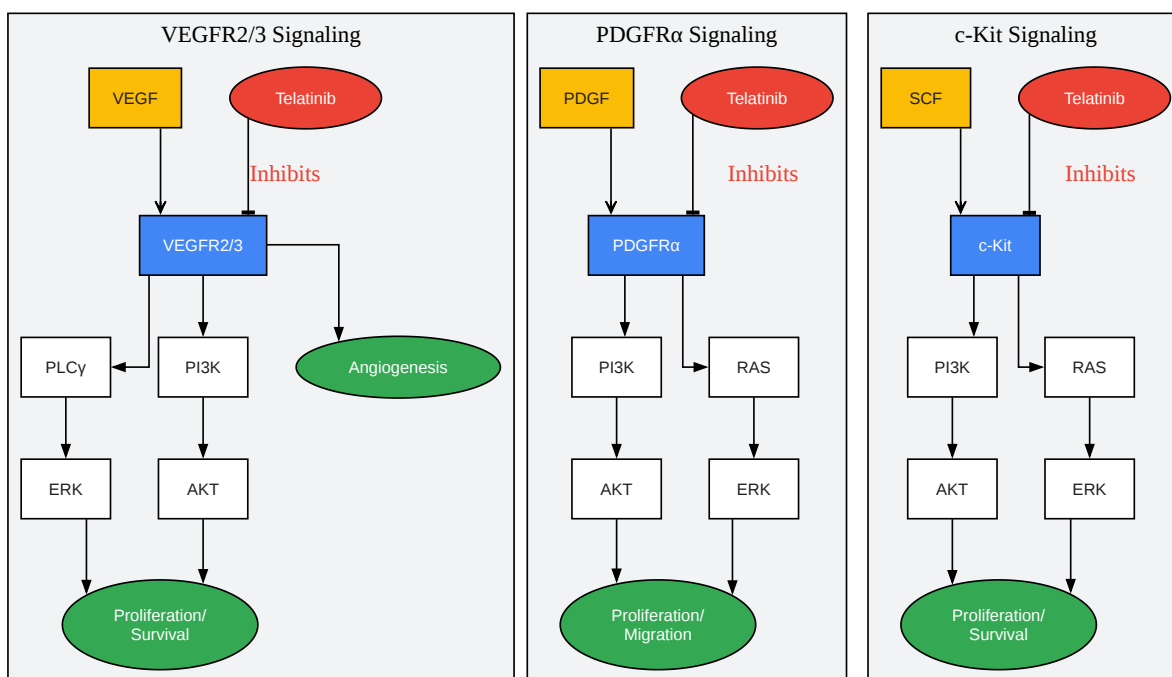 VEGFR2/3 Signaling
VEGF
Telatinib
Inhibits
VEGFR2/3
PLCγ
PI3K
Angiogenesis
ERK
AKT
Proliferation/
Survival
PDGFRα Signaling
PDGF
Telatinib
Inhibits
PDGFRα
PI3K
RAS
AKT
ERK
Proliferation/
Migration
c-Kit Signaling
SCF
Telatinib
Inhibits
c-Kit
PI3K
RAS
AKT
ERK
Proliferation/
Survival